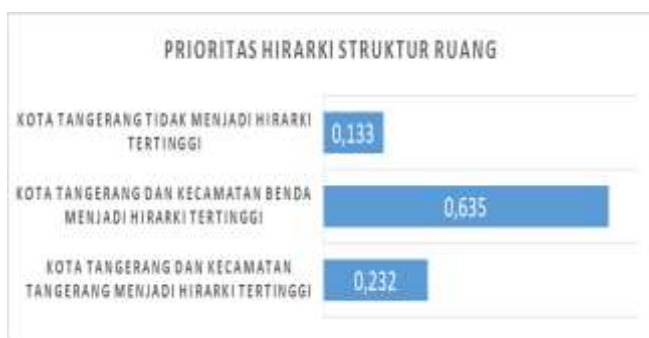 PRIORITAS HIRARKI STRUKTUR RUANG
KOTA TANGERANG TIDAK MENJADI HIRARKI
TERTINGGI
0,133
KOTA TANGERANG DAN KECAMATAN BENDA
MENJADI HIRARKI TERTINGGI
0,635
KOTA TANGERANG DAN KECAMATAN
TANGERANG MENJADI HIRARKI TERTINGGI
0,232